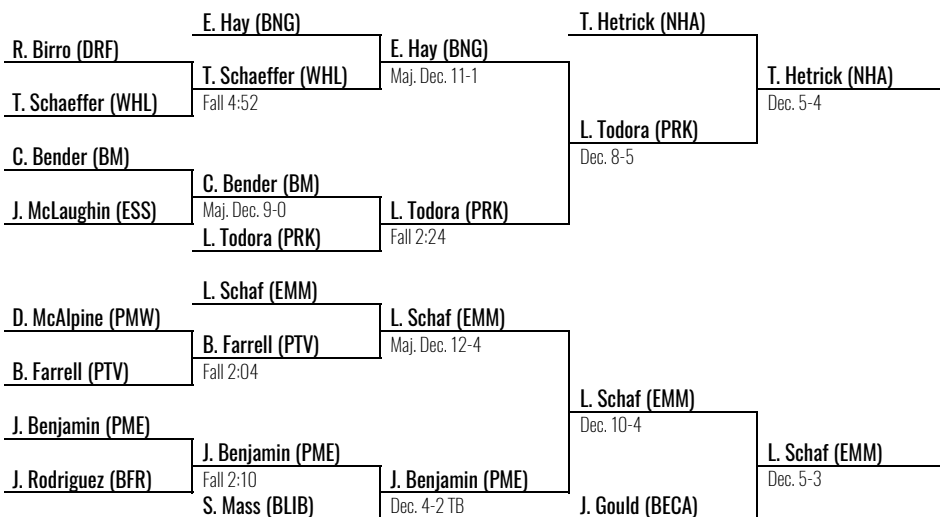 E. Hay (BNG)
T. Hetrick (NHA)
R. Birro (DRF)
E. Hay (BNG)
T. Schaeffer (WHL)
Maj. Dec. 11-1
T. Hetrick (NHA)
T. Schaeffer (WHL)
Fall 4:52
Dec. 5-4
L. Todora (PRK)
C. Bender (BM)
Dec. 8-5
C. Bender (BM)
J. McLaughin (ESS)
Maj. Dec. 9-0
L. Todora (PRK)
L. Todora (PRK)
Fall 2:24
L. Schaf (EMM)
D. McAlpine (PMW)
L. Schaf (EMM)
B. Farrell (PTV)
Maj. Dec. 12-4
B. Farrell (PTV)
Fall 2:04
L. Schaf (EMM)
J. Benjamin (PME)
Dec. 10-4
J. Benjamin (PME)
L. Schaf (EMM)
J. Rodriguez (BFR)
Fall 2:10
J. Benjamin (PME)
Dec. 5-3
S. Mass (BLIB)
Dec. 4-2 TB
J. Gould (BECA)